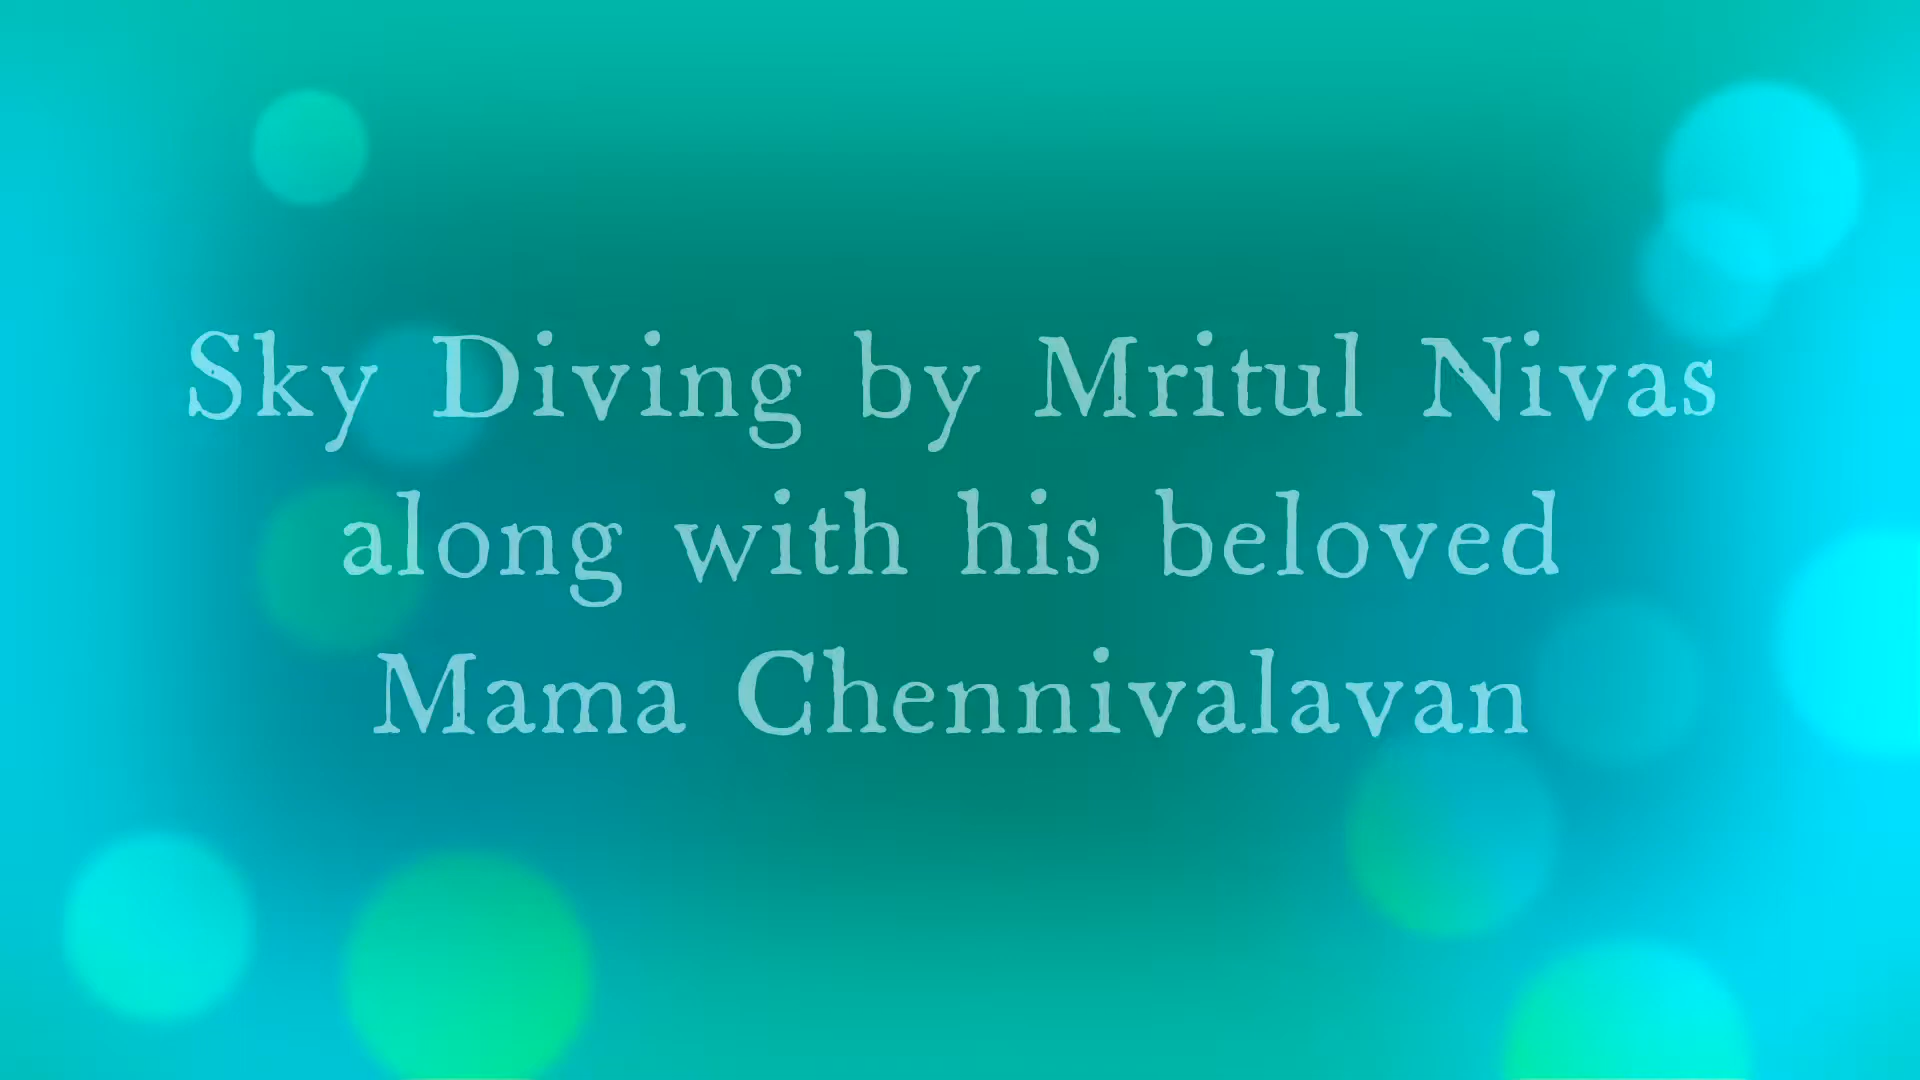 Sky Diving by Mritul Nivas
along with his beloved
Mama Chennivalavan